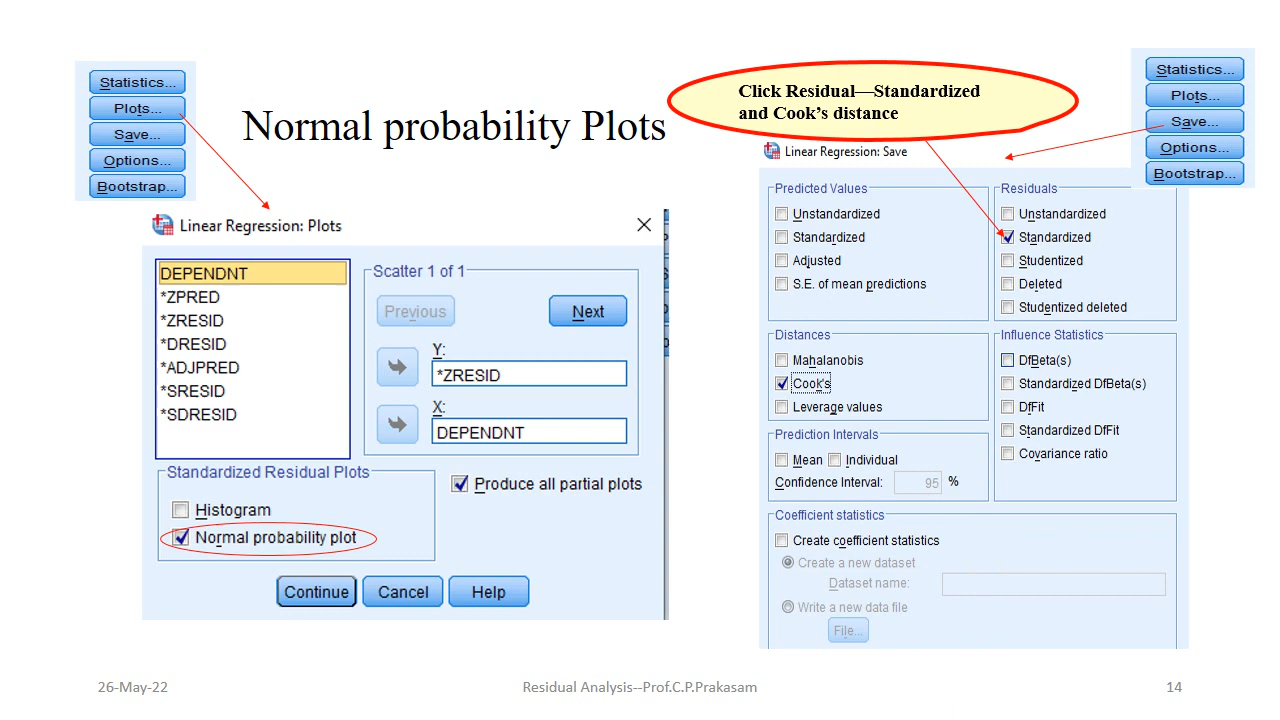 Statistics...
Plots...
Save...
Options...
Bootstrap...
Normal probability Plots
Click Residual—Standardized
and Cook's distance
Statistics...
Plots...
Save...
Options...
Bootstrap...
Linear Regression: Plots
DEPENDNT
*ZPRED
*ZRESID
*DRESID
*ADJPRED
*SRESID
*SDRESID
Scatter 1 of 1
Previous
Next
Y:
*ZRESID
X:
DEPENDNT
Standardized Residual Plots
Histogram
Normal probability plot
Produce all partial plots
Continue
Cancel
Help
Linear Regression: Save
Predicted Values
Unstandardized
Standardized
Adjusted
S.E. of mean predictions
Residuals
Unstandardized
Standardized
Studentized
Deleted
Studentized deleted
Distances
Mahalanobis
Cook's
Leverage values
Influence Statistics
DfBeta(s)
Standardized DfBeta(s)
DfFit
Standardized DfFit
Covariance ratio
Prediction Intervals
Mean Individual
Confidence Interval: 95 %
Coefficient statistics
Create coefficient statistics
Create a new dataset
Dataset name:
Write a new data file
File...
26-May-22
Residual Analysis--Prof.C.P.Prakasam
14